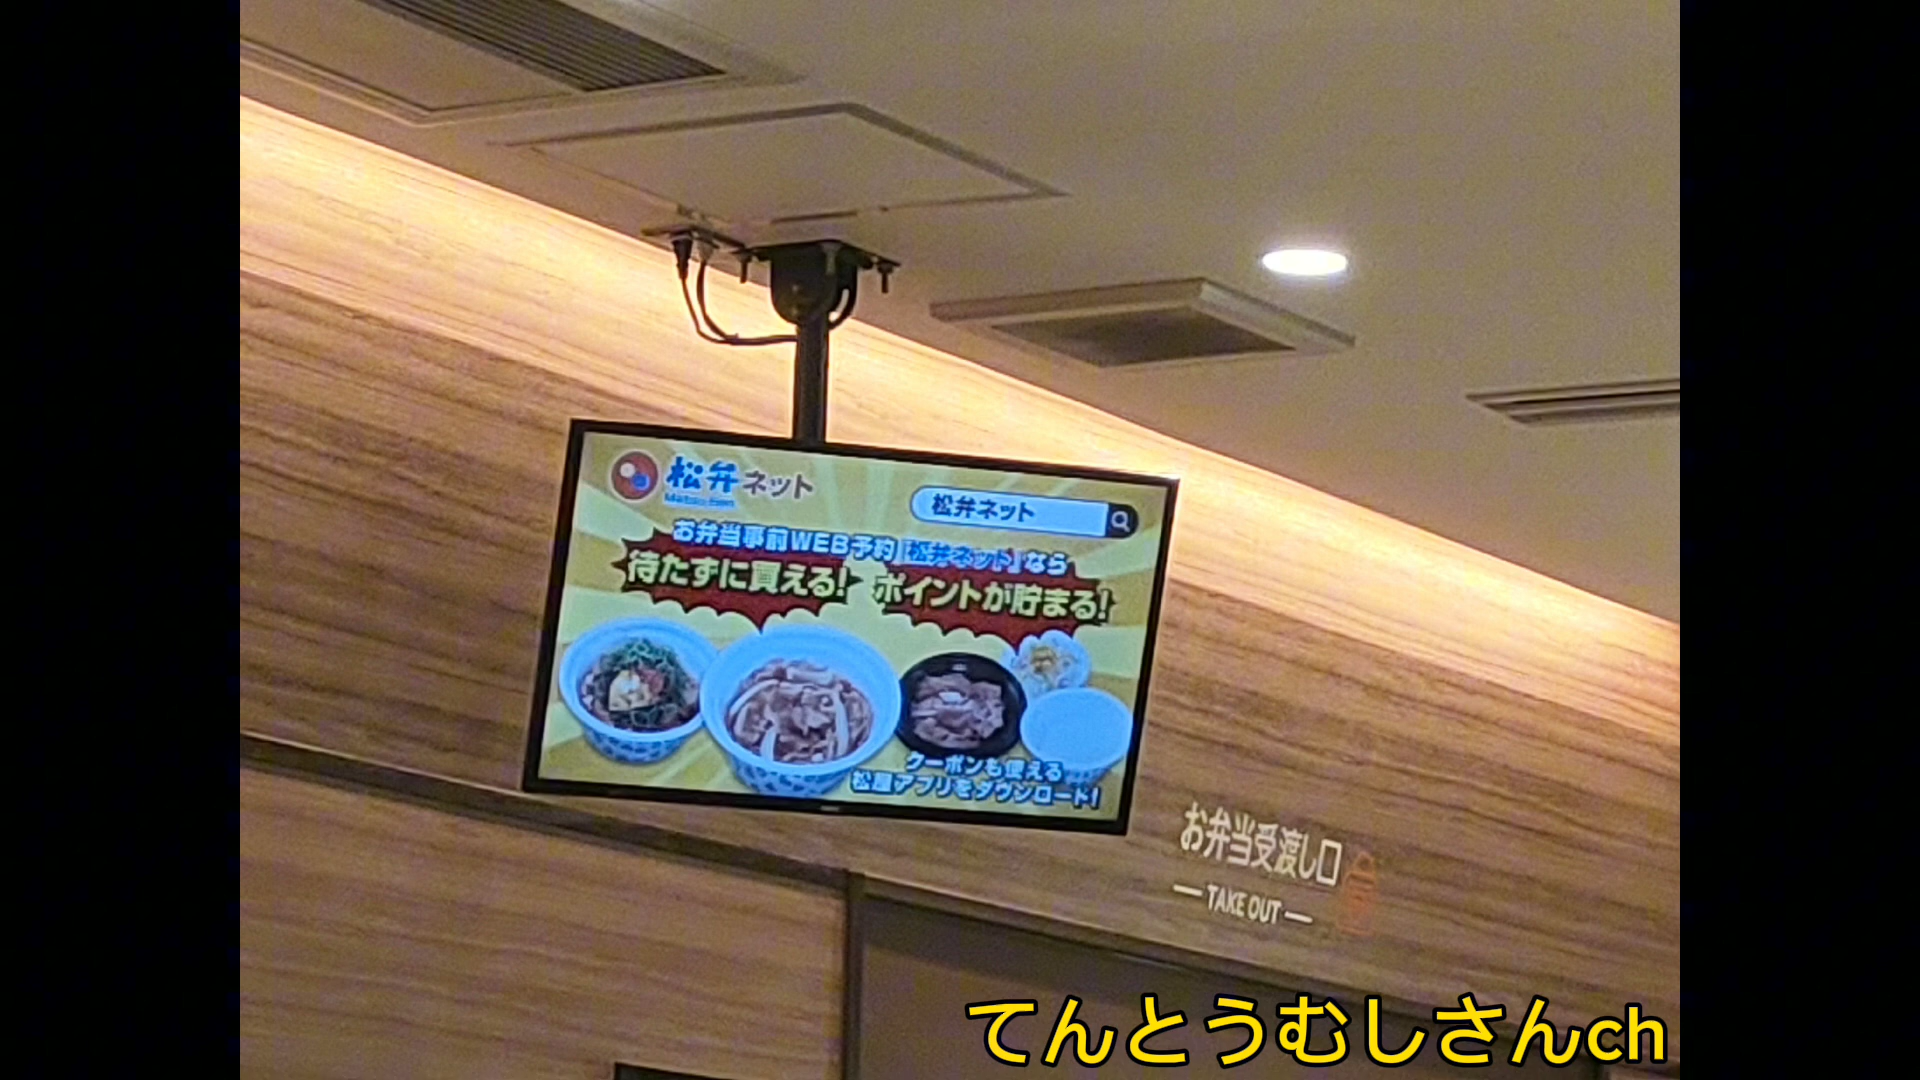 松弁ネット
Matsu-Ben
松弁ネット
お弁当事前WEB予約『松弁ネット』なら
待たずに買える! ポイントが貯まる!
クーポンも使える
松屋アプリをダウンロード!
お弁当受渡し口
TAKE OUT
てんとうむしさんch